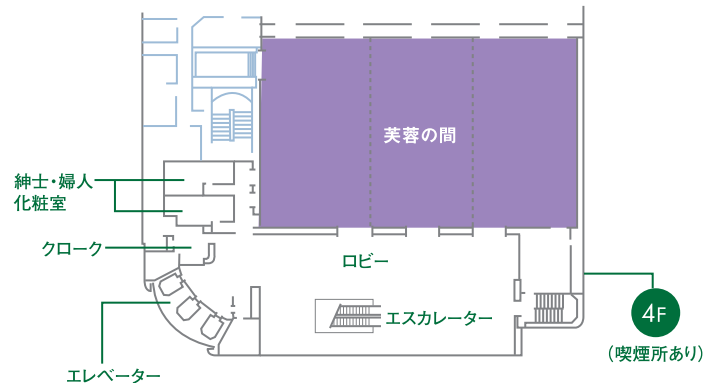 芙蓉の間
紳士・婦人
化粧室
クローク
ロビー
エスカレーター
4F
(喫煙所あり)
エレベーター